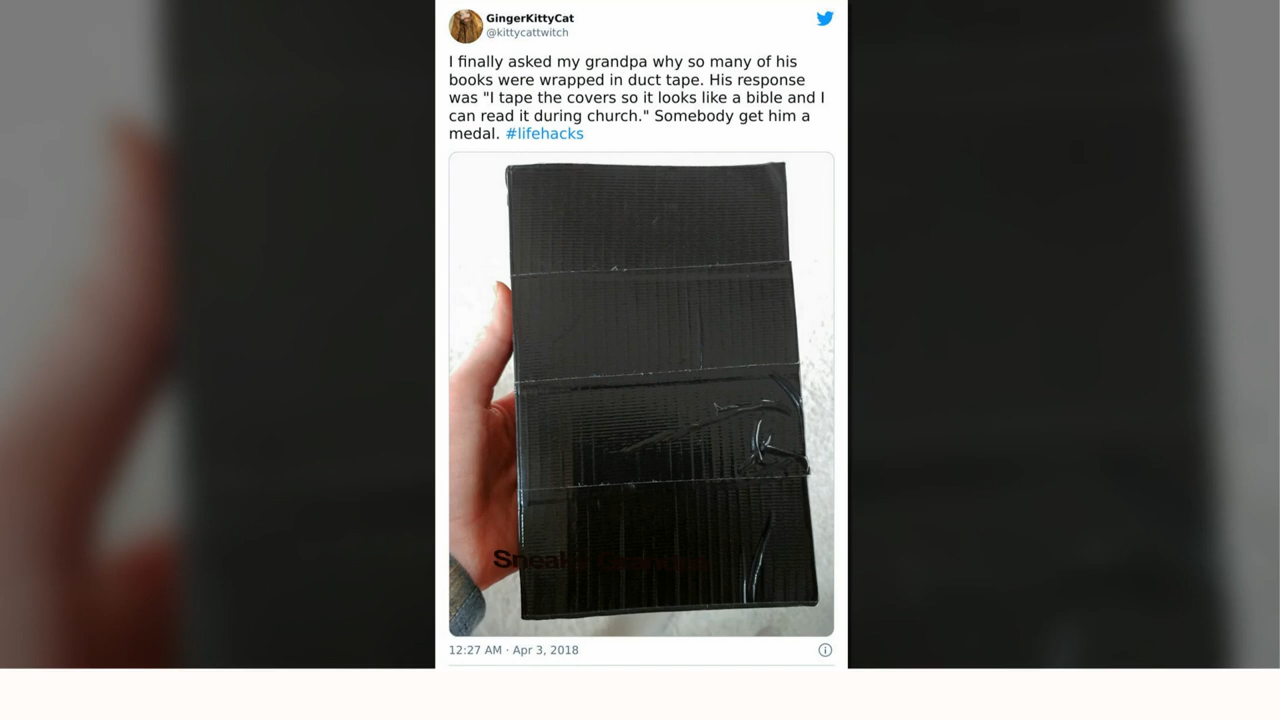 GingerKittyCat
@kittycattwitch
I finally asked my grandpa why so many of his
books were wrapped in duct tape. His response
was "I tape the covers so it looks like a bible and I
can read it during church." Somebody get him a
medal. #lifehacks
Sneaky
12:27 AM · Apr 3, 2018